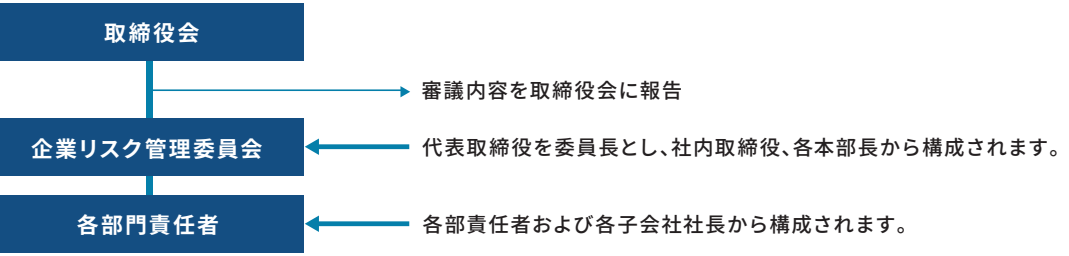 取締役会
審議内容を取締役会に報告
企業リスク管理委員会
代表取締役を委員長とし、社内取締役、各本部長から構成されます。
各部門責任者
各部責任者および各子会社社長から構成されます。